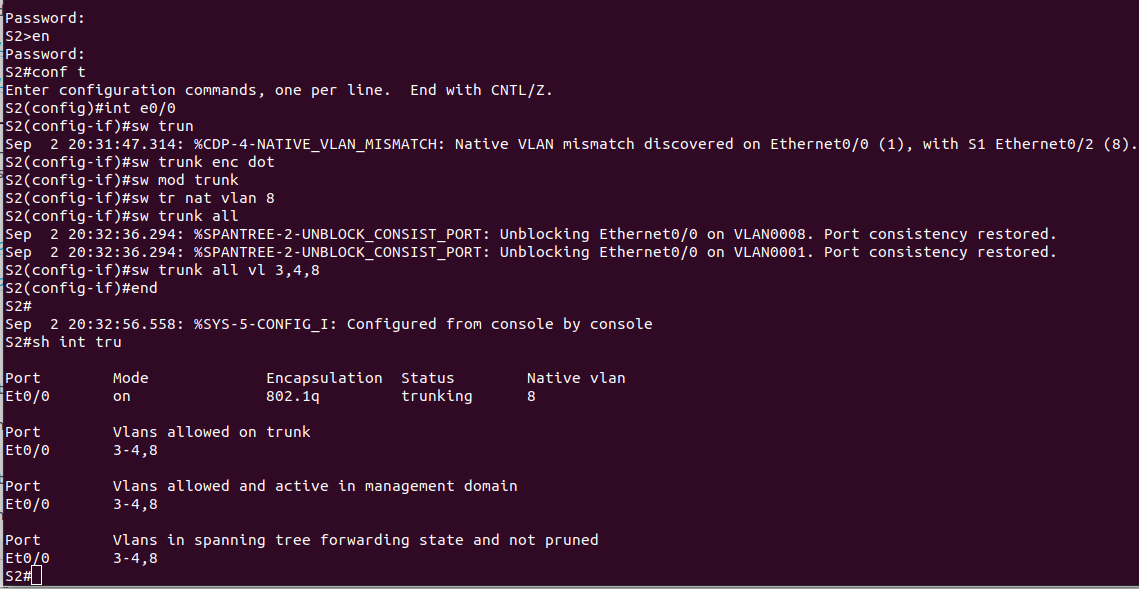 Password:
S2>en
Password:
S2#conf t
Enter configuration commands, one per line.  End with CNTL/Z.
S2(config)#int e0/0
S2(config-if)#sw trun
Sep  2 20:31:47.314: %CDP-4-NATIVE_VLAN_MISMATCH: Native VLAN mismatch discovered on Ethernet0/0 (1), with S1 Ethernet0/2 (8).
S2(config-if)#sw trunk enc dot
S2(config-if)#sw mod trunk
S2(config-if)#sw tr nat vlan 8
S2(config-if)#sw trunk all
Sep  2 20:32:36.294: %SPANTREE-2-UNBLOCK_CONSIST_PORT: Unblocking Ethernet0/0 on VLAN0008. Port consistency restored.
Sep  2 20:32:36.294: %SPANTREE-2-UNBLOCK_CONSIST_PORT: Unblocking Ethernet0/0 on VLAN0001. Port consistency restored.
S2(config-if)#sw trunk all vl 3,4,8
S2(config-if)#end
S2#
Sep  2 20:32:56.558: %SYS-5-CONFIG_I: Configured from console by console
S2#sh int tru
Port        Mode             Encapsulation  Status        Native vlan
Et0/0       on               802.1q         trunking      8
Port        Vlans allowed on trunk
Et0/0       3-4,8
Port        Vlans allowed and active in management domain
Et0/0       3-4,8
Port        Vlans in spanning tree forwarding state and not pruned
Et0/0       3-4,8
S2#